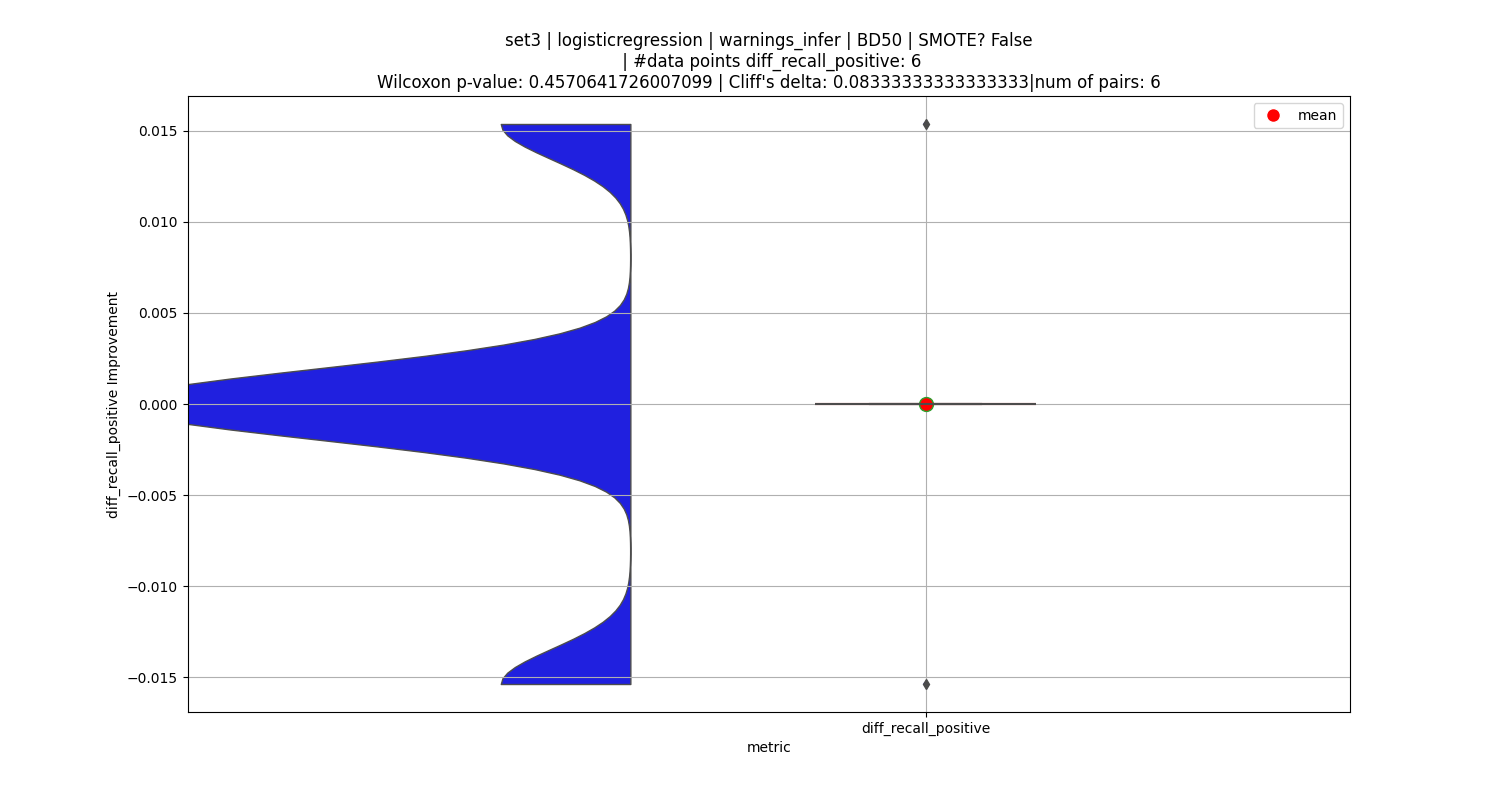 set3 | logisticregression | warnings_infer | BD50 | SMOTE? False
| #data points diff_recall_positive: 6
Wilcoxon p-value: 0.4570641726007099 | Cliff's delta: 0.08333333333333333|num of pairs: 6
mean
0.015
0.010
0.005
0.000
−0.005
−0.010
−0.015
diff_recall_positive Improvement
diff_recall_positive
metric